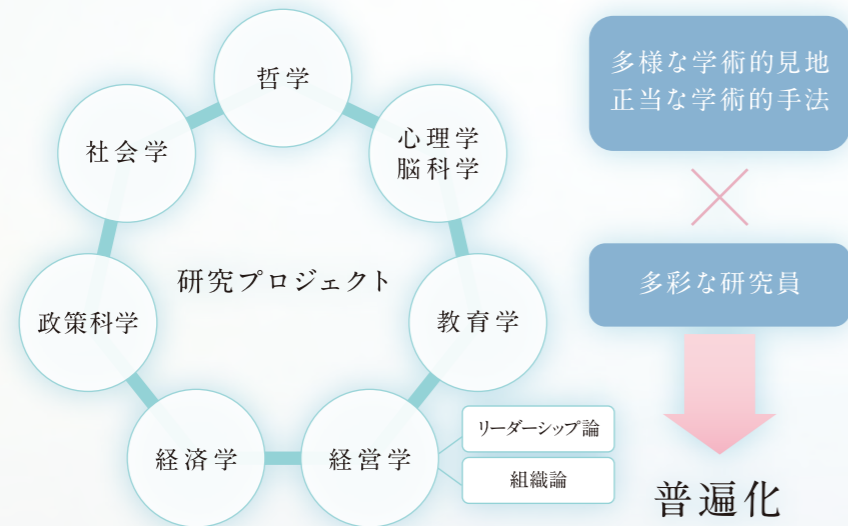 哲学
心理学
脳科学
教育学
経営学
リーダーシップ論
組織論
経済学
政策科学
社会学
研究プロジェクト
多様な学術的見地
正当な学術的手法
多彩な研究員
普遍化